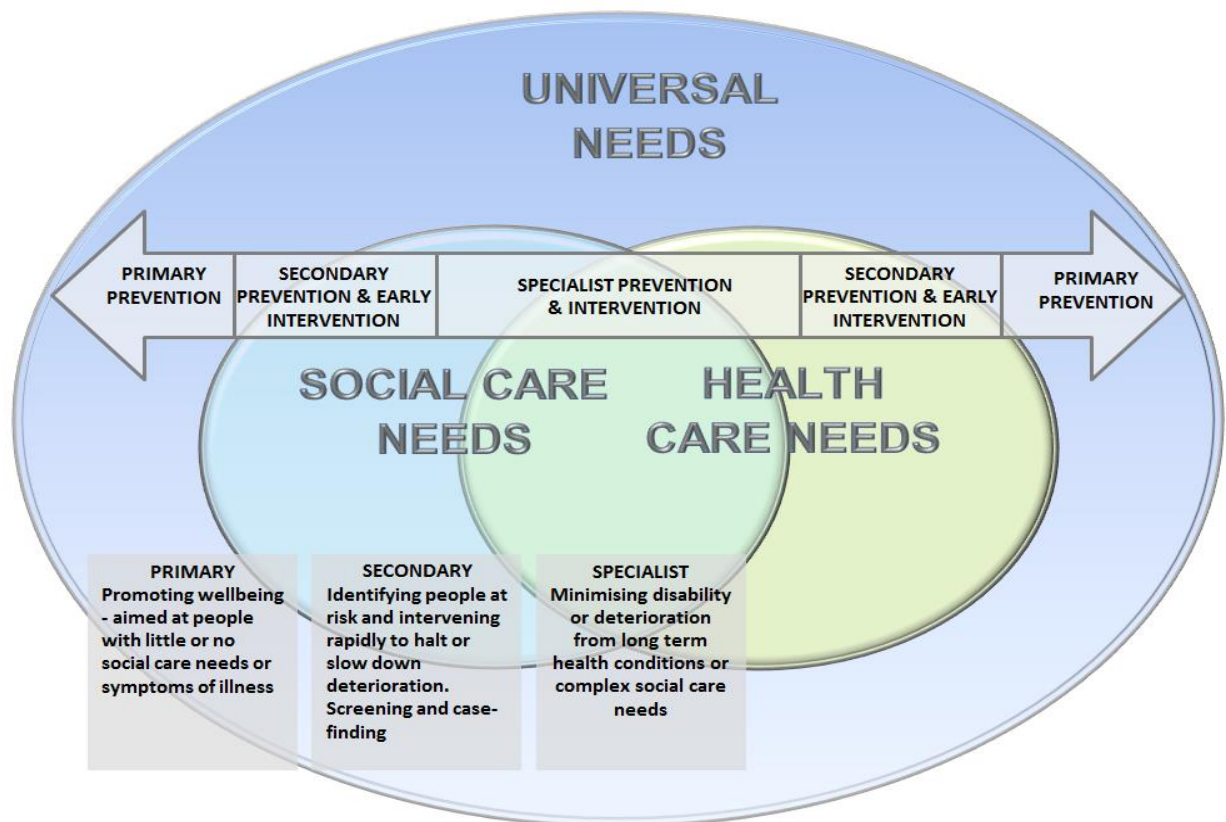 UNIVERSAL
NEEDS
PRIMARY
PREVENTION
SECONDARY
PREVENTION & EARLY
INTERVENTION
SPECIALIST PREVENTION
& INTERVENTION
SECONDARY
PREVENTION & EARLY
INTERVENTION
PRIMARY
PREVENTION
SOCIAL CARE
NEEDS
HEALTH
CARE NEEDS
PRIMARY
Promoting wellbeing
- aimed at people
with little or no
social care needs or
symptoms of illness
SECONDARY
Identifying people at
risk and intervening
rapidly to halt or
slow down
deterioration.
Screening and case-
finding
SPECIALIST
Minimising disability
or deterioration
from long term
health conditions or
complex social care
needs